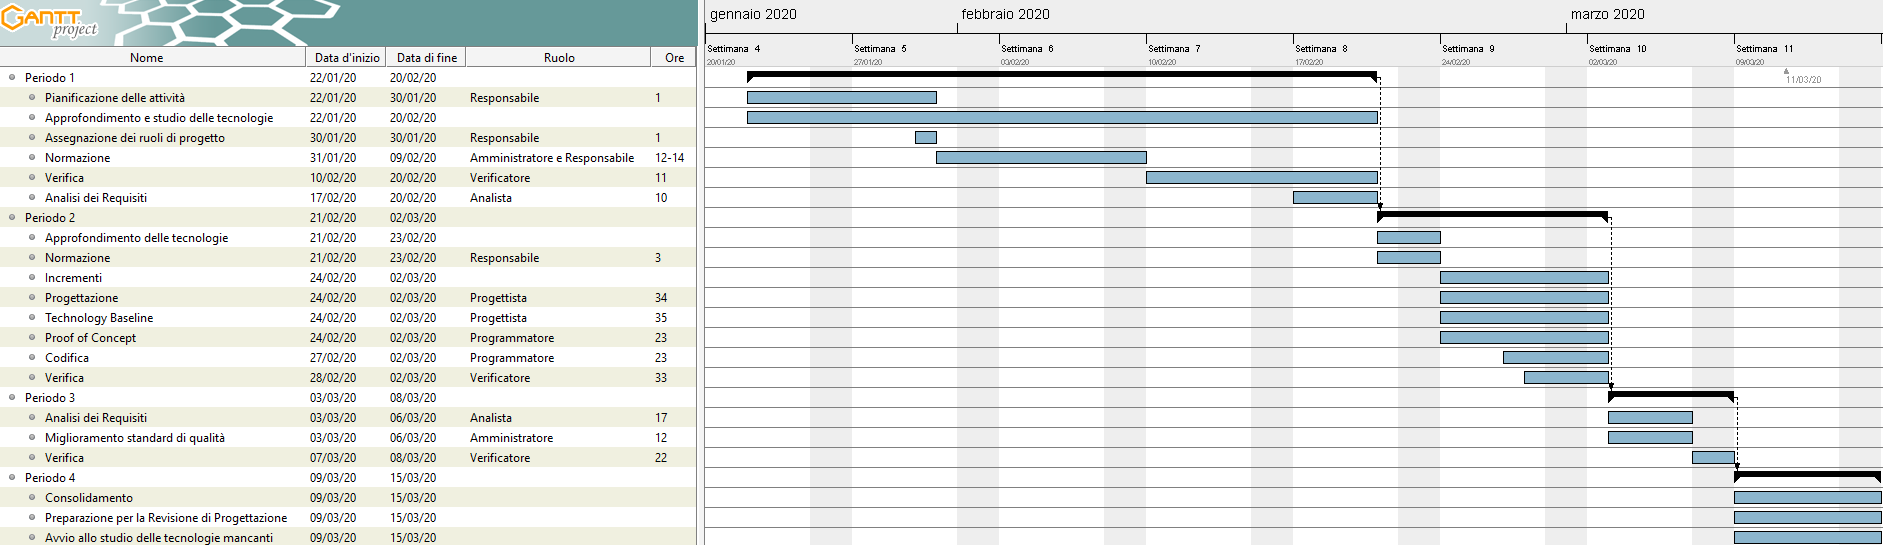 GANTT
project
Nome Data d'inizio Data di fine Ruolo Ore
Periodo 1 22/01/20 20/02/20
Pianificazione delle attività 22/01/20 30/01/20 Responsabile 1
Approfondimento e studio delle tecnologie 22/01/20 20/02/20
Assegnazione dei ruoli di progetto 30/01/20 30/01/20 Responsabile 1
Normazione 31/01/20 09/02/20 Amministratore e Responsabile 12-14
Verifica 10/02/20 20/02/20 Verificatore 11
Analisi dei Requisiti 17/02/20 20/02/20 Analista 10
Periodo 2 21/02/20 02/03/20
Approfondimento delle tecnologie 21/02/20 23/02/20
Normazione 21/02/20 23/02/20 Responsabile 3
Incrementi 24/02/20 02/03/20
Progettazione 24/02/20 02/03/20 Progettista 34
Technology Baseline 24/02/20 02/03/20 Progettista 35
Proof of Concept 24/02/20 02/03/20 Programmatore 23
Codifica 27/02/20 02/03/20 Programmatore 23
Verifica 28/02/20 02/03/20 Verificatore 33
Periodo 3 03/03/20 08/03/20
Analisi dei Requisiti 03/03/20 06/03/20 Analista 17
Miglioramento standard di qualità 03/03/20 06/03/20 Amministratore 12
Verifica 07/03/20 08/03/20 Verificatore 22
Periodo 4 09/03/20 15/03/20
Consolidamento 09/03/20 15/03/20
Preparazione per la Revisione di Progettazione 09/03/20 15/03/20
Avvio allo studio delle tecnologie mancanti 09/03/20 15/03/20
gennaio 2020 febbraio 2020 marzo 2020
Settimana 4 Settimana 5 Settimana 6 Settimana 7 Settimana 8 Settimana 9 Settimana 10 Settimana 11
20/01/20 27/01/20 03/02/20 10/02/20 17/02/20 24/02/20 02/03/20 09/03/20
11/03/20